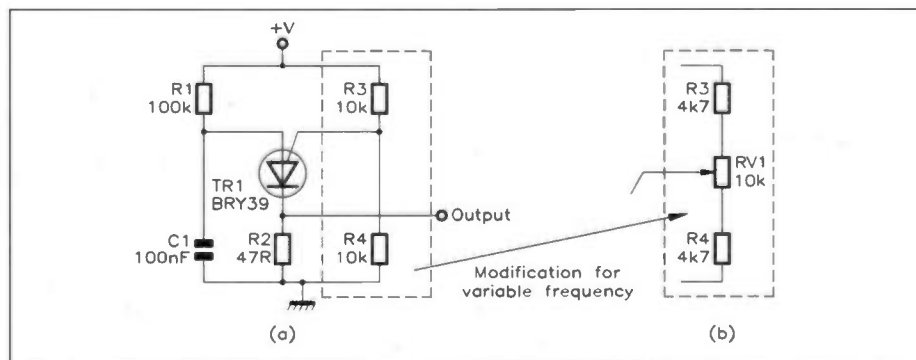 +V
R1
100k
R3
10k
TR1
BRY39
Output
C1
100nF
R2
47R
R4
10k
(a)
Modification for
variable frequency
R3
4k7
RV1
10k
R4
4k7
(b)